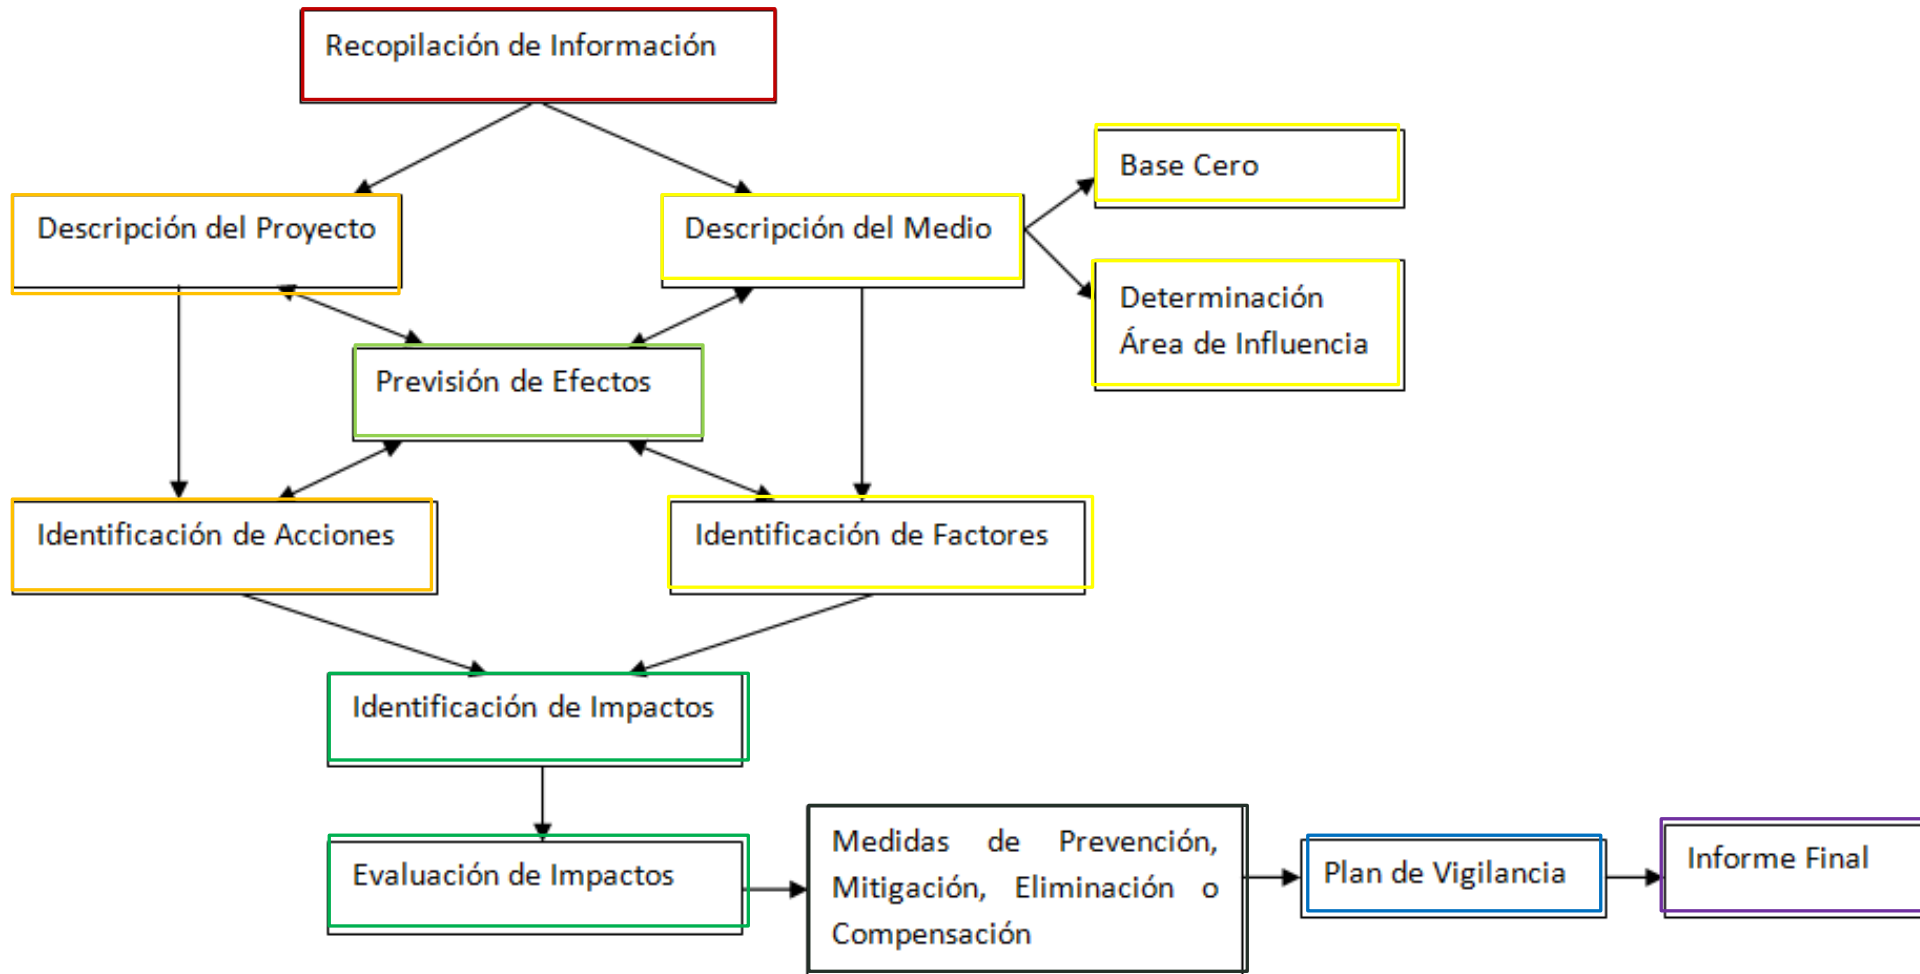 Recopilación de Información
Base Cero
Descripción del Proyecto
Descripción del Medio
Determinación
Área de Influencia
Previsión de Efectos
Identificación de Acciones
Identificación de Factores
Identificación de Impactos
Evaluación de Impactos
Medidas de Prevención,
Mitigación, Eliminación o
Compensación
Plan de Vigilancia
Informe Final